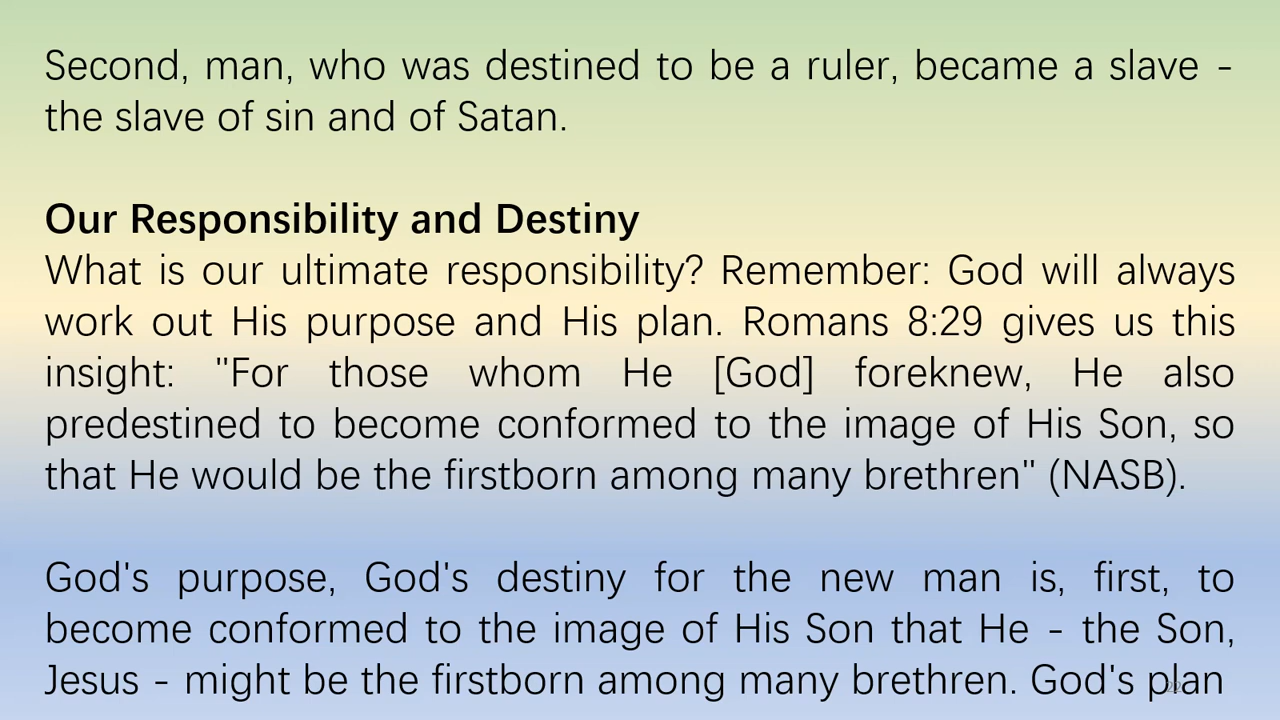 Second, man, who was destined to be a ruler, became a slave -
the slave of sin and of Satan.
Our Responsibility and Destiny
What is our ultimate responsibility? Remember: God will always
work out His purpose and His plan. Romans 8:29 gives us this
insight: "For those whom He [God] foreknew, He also
predestined to become conformed to the image of His Son, so
that He would be the firstborn among many brethren" (NASB).
God's purpose, God's destiny for the new man is, first, to
become conformed to the image of His Son that He - the Son,
Jesus - might be the firstborn among many brethren. God's plan